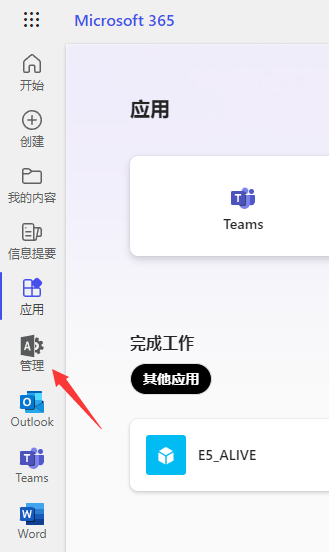 Microsoft 365
开始
创建
我的内容
信息提要
应用
管理
Outlook
Teams
Word
应用
Teams
完成工作
其他应用
E5_ALIVE